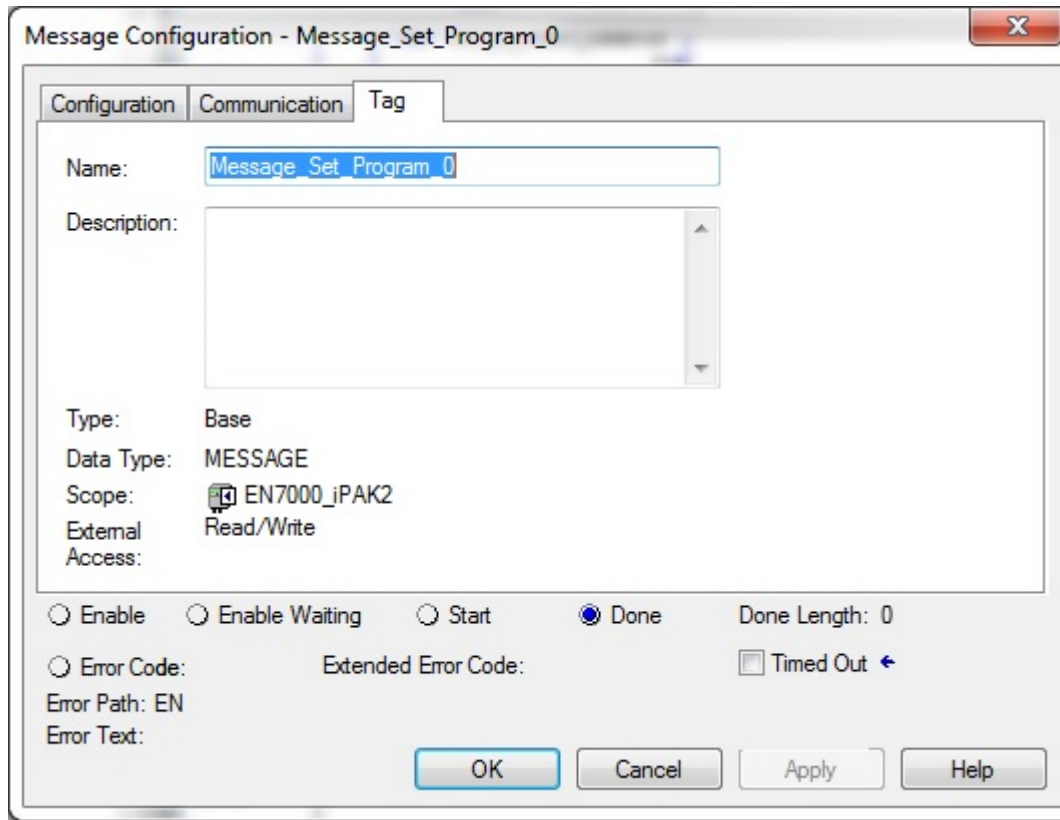 Message Configuration - Message_Set_Program_0
Configuration Communication Tag
Name: Message_Set_Program_0
Description:
Type: Base
Data Type: MESSAGE
Scope: EN7000_iPAK2
External Access: Read/Write
Enable Enable Waiting Start Done Done Length: 0
Error Code: Extended Error Code: Timed Out
Error Path: EN
Error Text:
OK Cancel Apply Help